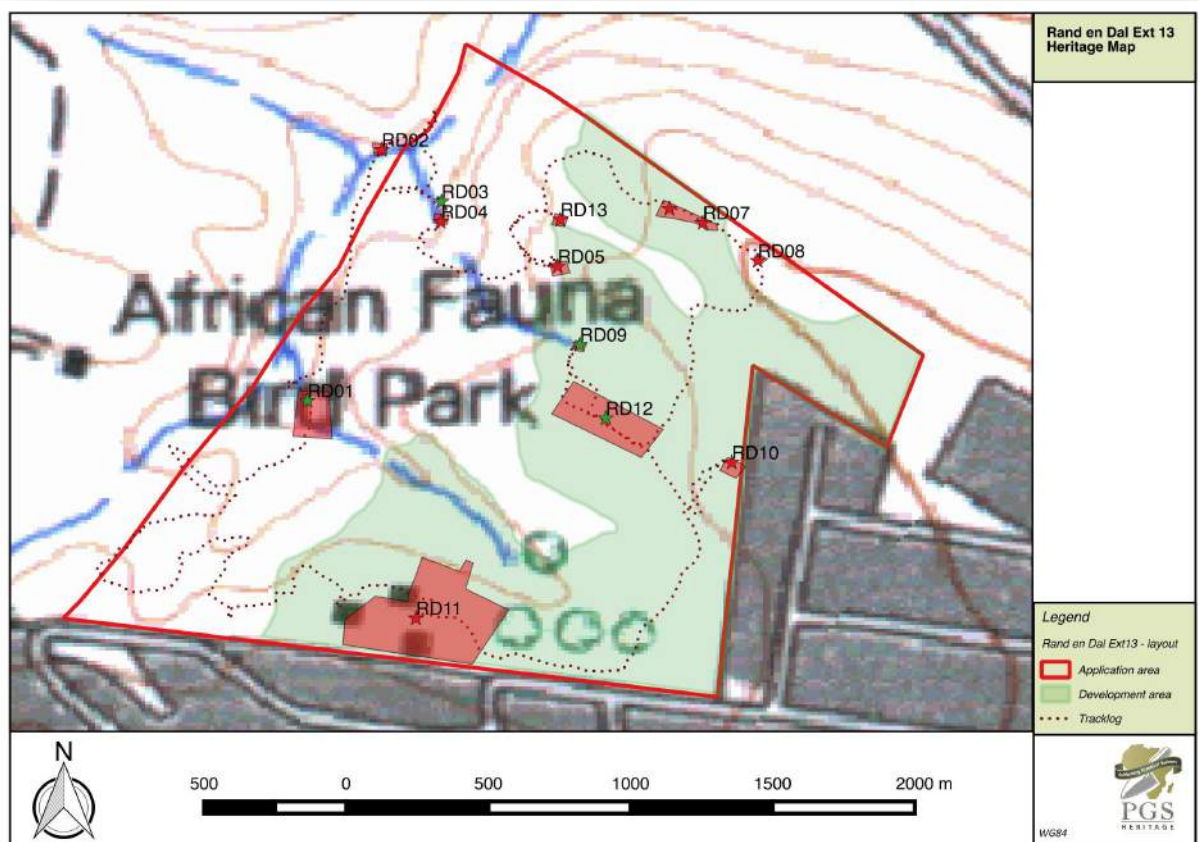 Rand en Dal Ext 13
Heritage Map
RD02
RD03
RD04
RD13
RD07
RD05
RD08
African Fauna
Bird Park
RD09
RD01
RD12
RD10
RD11
Legend
Rand en Dal Ext13 - layout
Application area
Development area
Tracklog
N
500 0 500 1000 1500 2000 m
PGS
HERITAGE
WG84